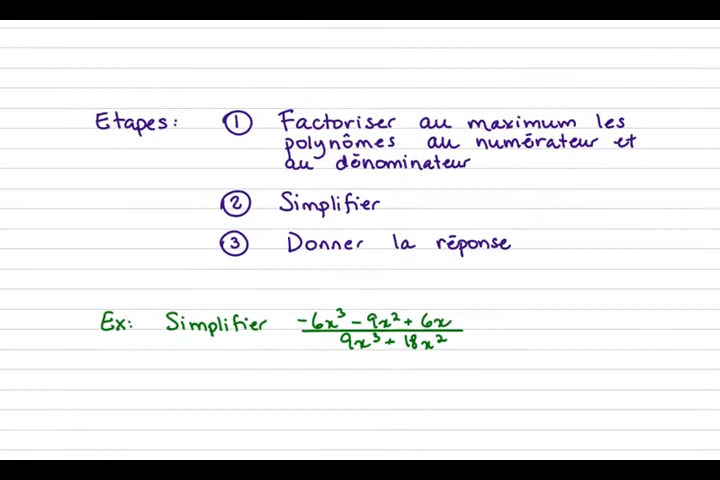 Etapes: ① Factoriser au maximum les
polynômes au numérateur et
au dénominateur
② Simplifier
③ Donner la réponse
Ex: Simplifier -6x³ - 9x² + 6x
9x³ + 18x²